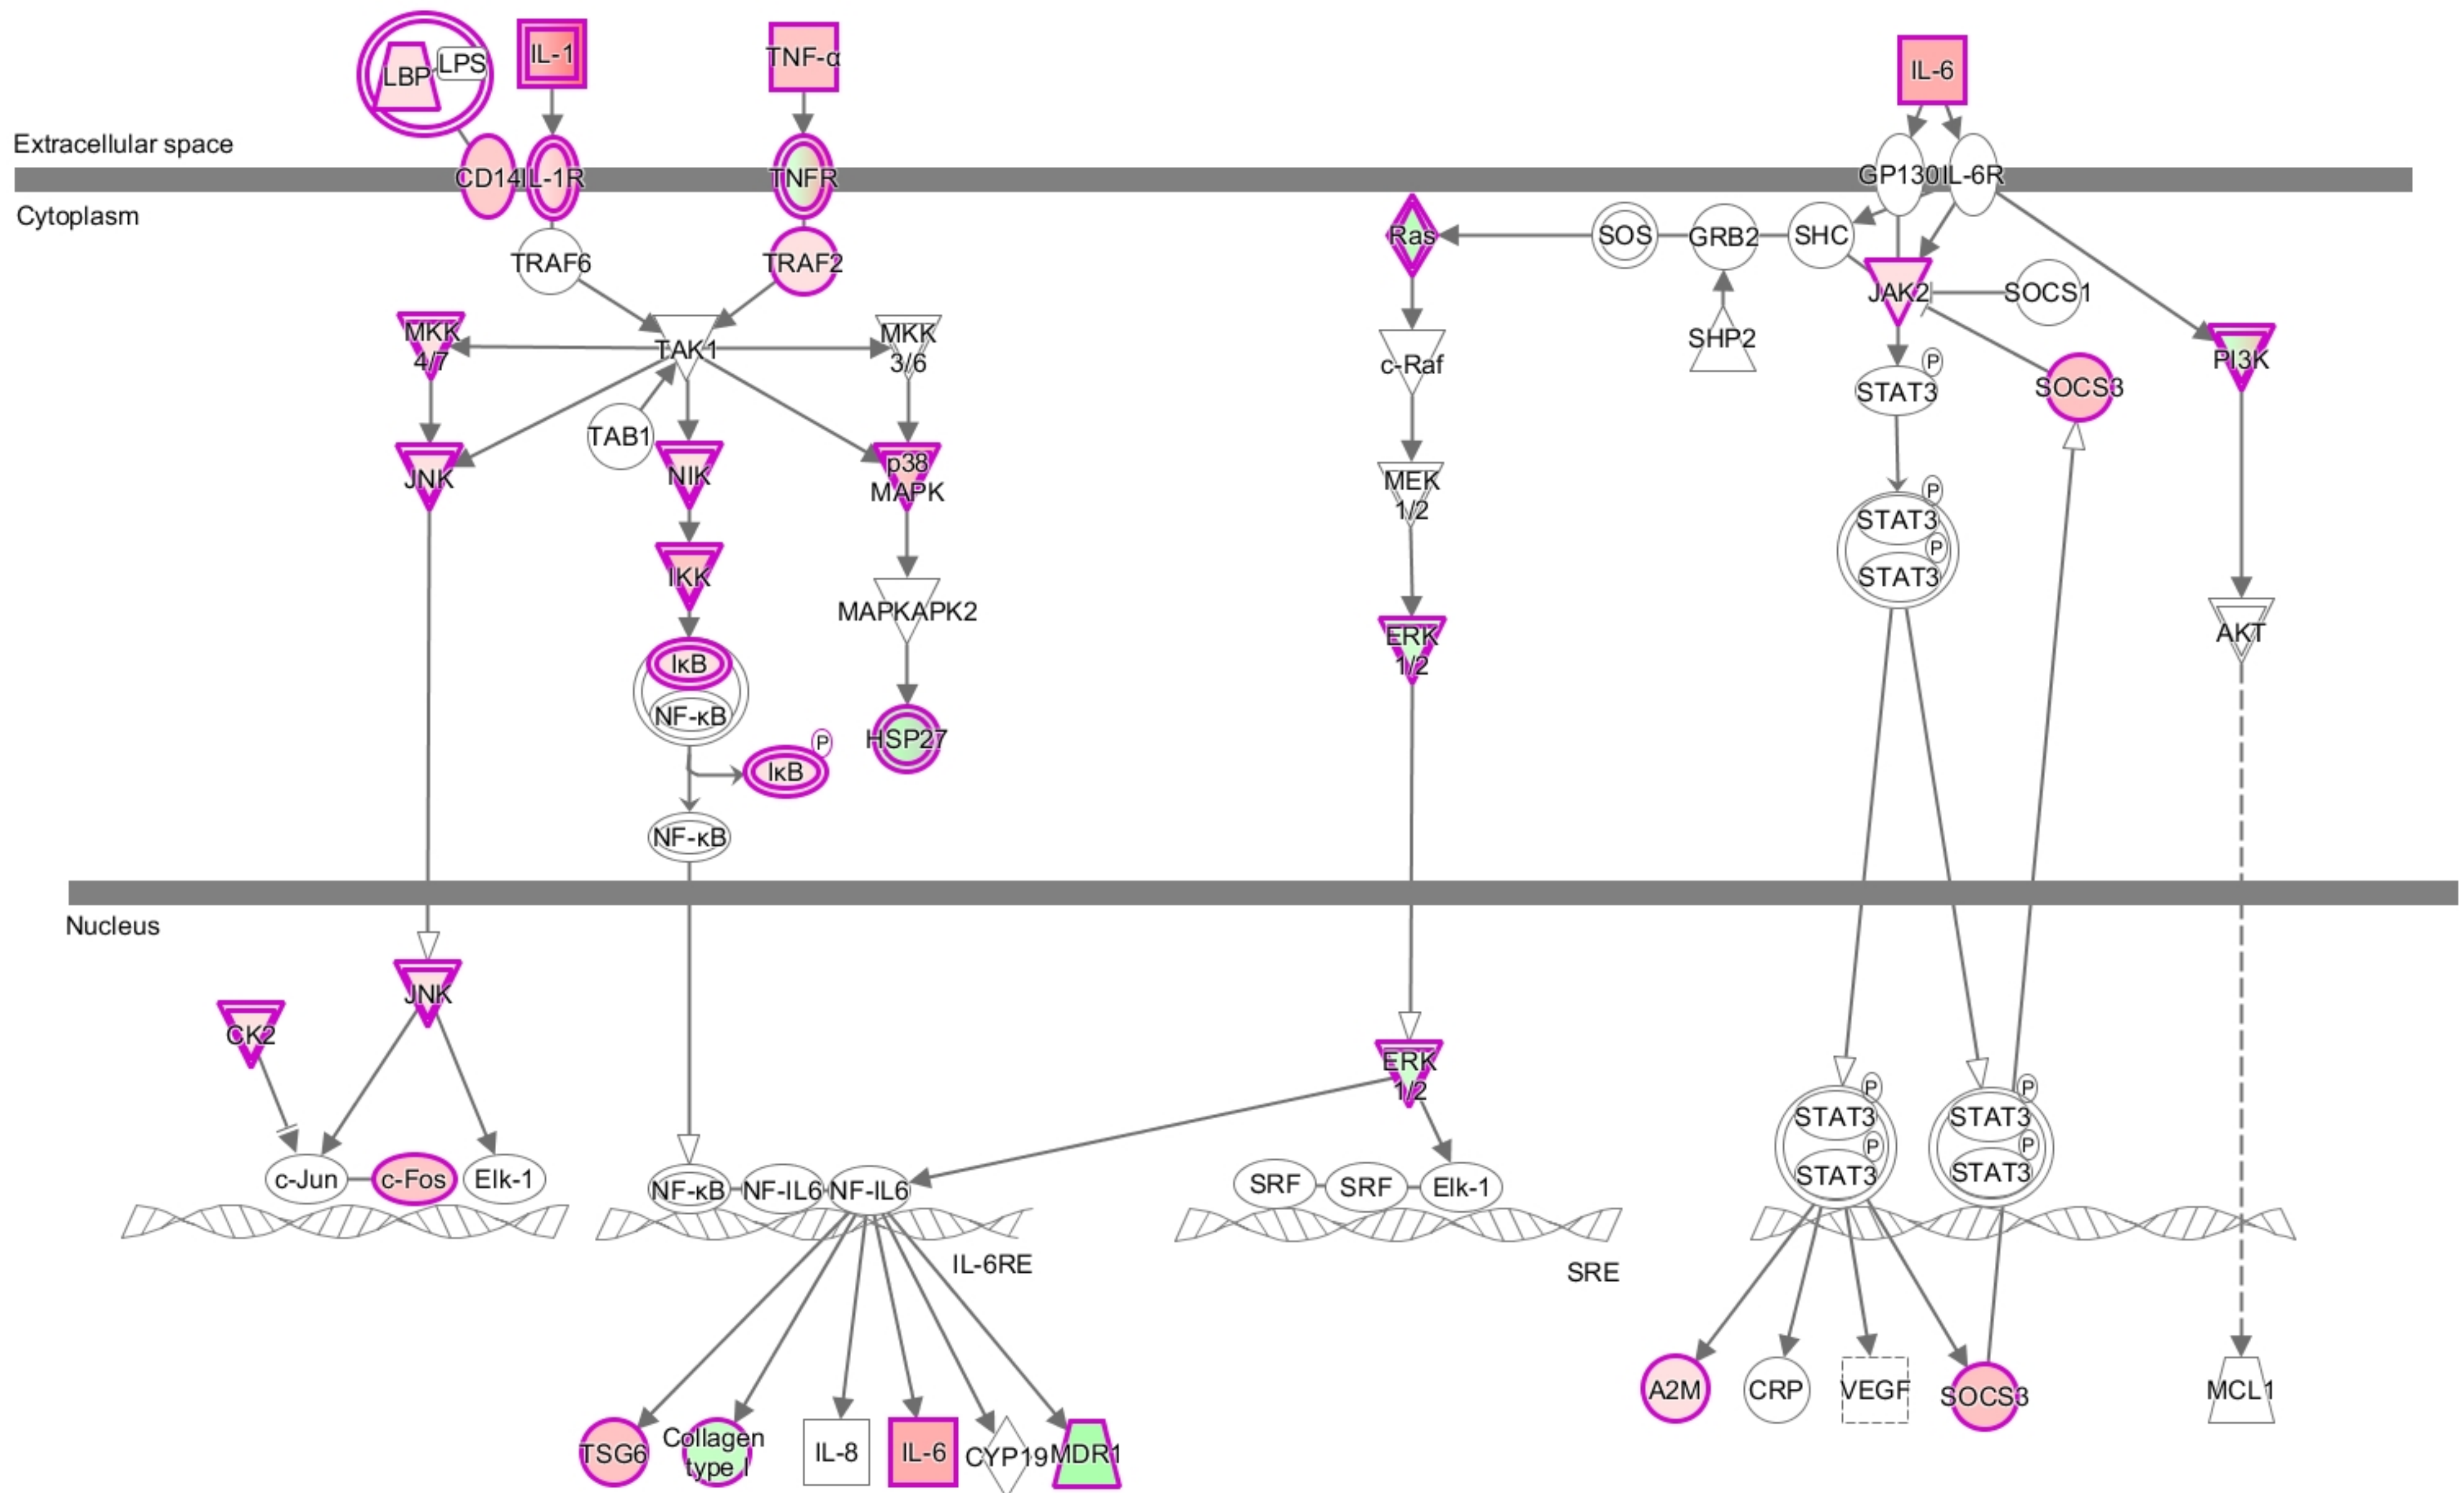 LBP
LPS
IL-1
TNF-α
IL-6
Extracellular space
CD14
IL-1R
TNFR
GP130
IL-6R
Cytoplasm
TRAF6
TRAF2
Ras
SOS
GRB2
SHC
JAK2
SOCS1
MKK
4/7
TAK1
MKK
3/6
c-Raf
SHP2
P
STAT3
SOCS3
PI3K
TAB1
JNK
NIK
p38
MAPK
MEK
1/2
P
STAT3
P
STAT3
IKK
MAPKAPK2
ERK
1/2
AKT
IκB
NF-κB
P
IκB
HSP27
NF-κB
Nucleus
JNK
CK2
ERK
1/2
P
STAT3
P
STAT3
P
STAT3
P
STAT3
c-Jun
c-Fos
Elk-1
NF-κB
NF-IL6
NF-IL6
SRF
SRF
Elk-1
IL-6RE
SRE
A2M
CRP
VEGF
SOCS3
MCL1
TSG6
Collagen
type I
IL-8
IL-6
CYP19
MDR1